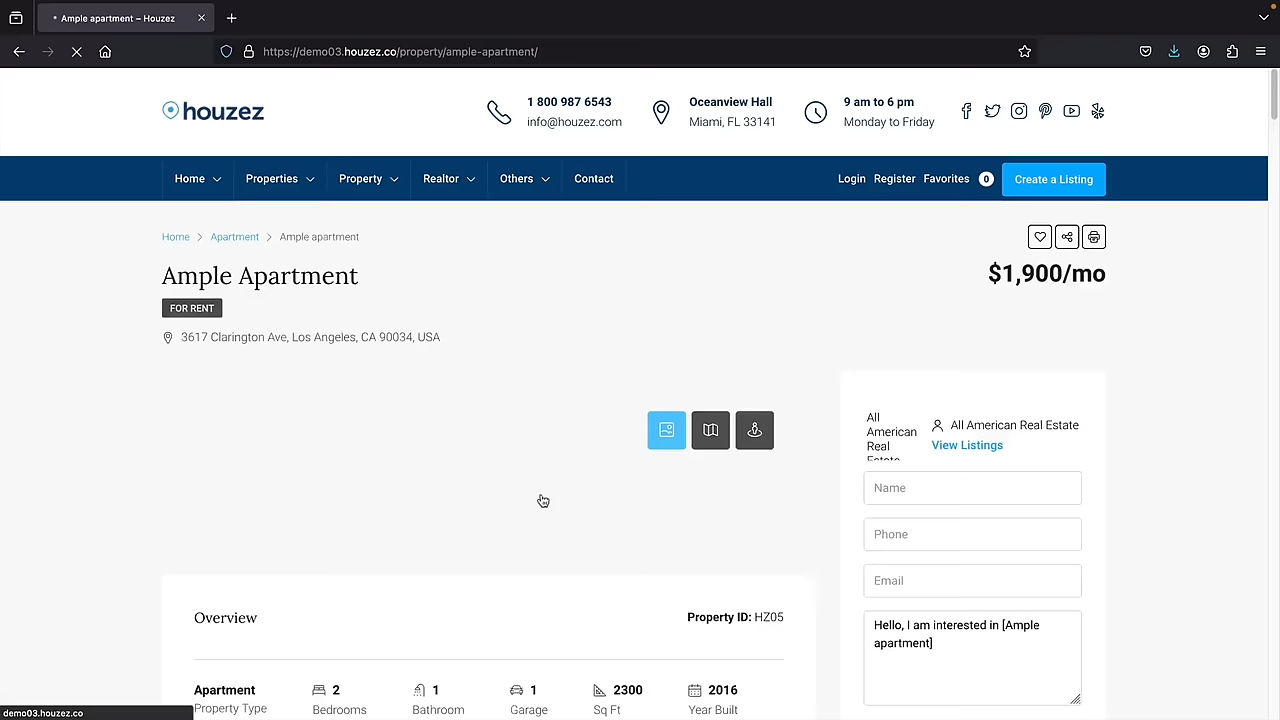 Ample apartment – Houzez
https://demo03.houzez.co/property/ample-apartment/
houzez
1 800 987 6543
info@houzez.com
Oceanview Hall
Miami, FL 33141
9 am to 6 pm
Monday to Friday
Home
Properties
Property
Realtor
Others
Contact
Login
Register
Favorites
0
Create a Listing
Home
Apartment
Ample apartment
Ample Apartment
$1,900/mo
FOR RENT
3617 Clarington Ave, Los Angeles, CA 90034, USA
All
American
Real
Estate
All American Real Estate
View Listings
Name
Phone
Email
Hello, I am interested in [Ample
apartment]
Overview
Property ID: HZ05
Apartment
Property Type
2
Bedrooms
1
Bathroom
1
Garage
2300
Sq Ft
2016
Year Built
demo03.houzez.co